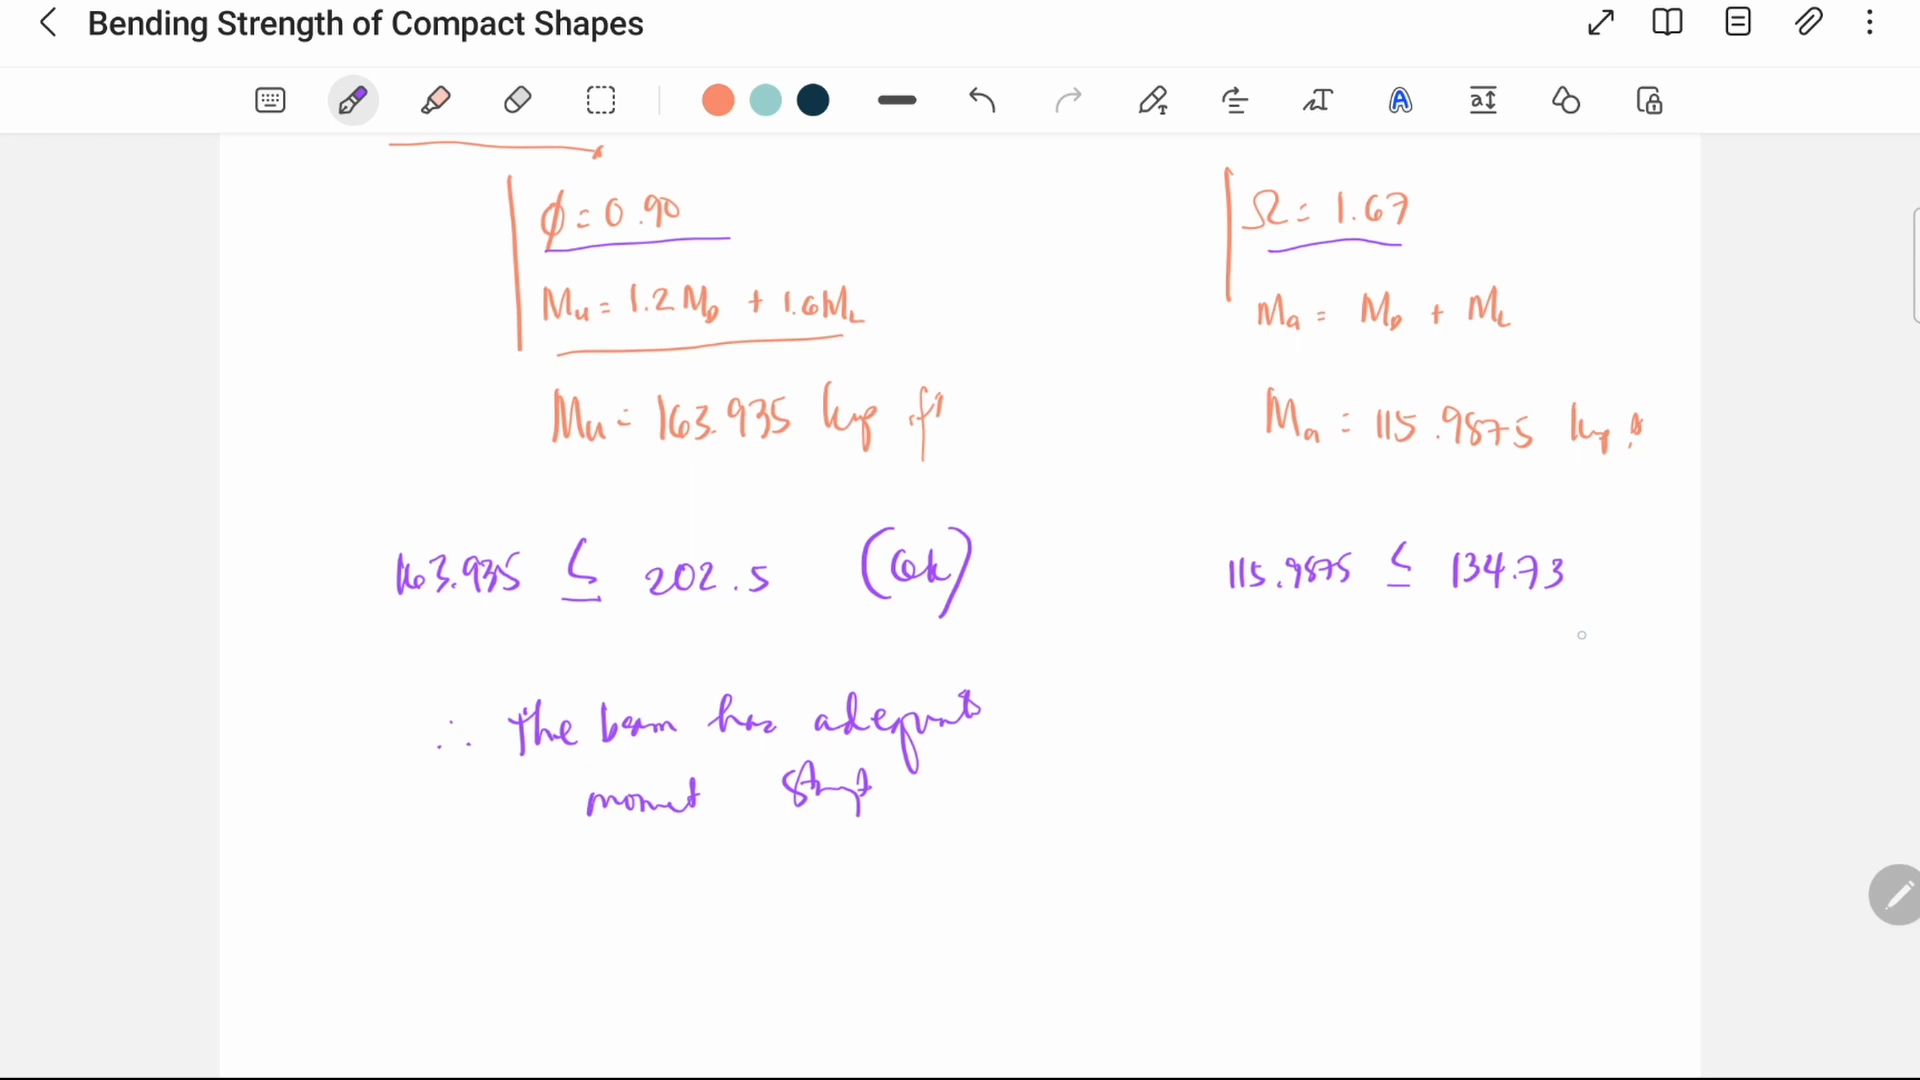 Bending Strength of Compact Shapes
ϕ = 0.90
Mu = 1.2 MD + 1.6ML
Mu = 163.935 kip.ft
163.935 ≤ 202.5 (Ok)
∴ The beam has adequate
moment
Ω = 1.67
Ma = MD + ML
Ma = 115.9875 kip.
115.9875 ≤ 134.73